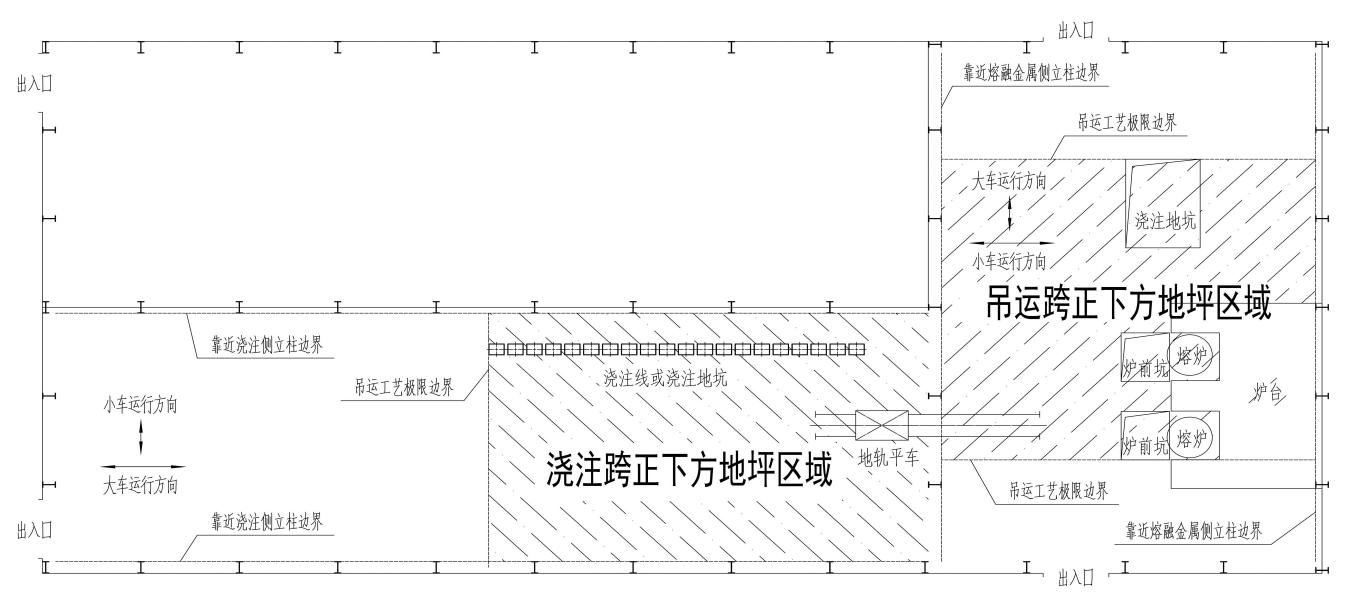 出入口
靠近熔融金属侧立柱边界
出入口
吊运工艺极限边界
大车运行方向
浇注地坑
小车运行方向
吊运跨正下方地坪区域
靠近浇注侧立柱边界
炉前坑
熔炉
吊运工艺极限边界
浇注线或浇注地坑
炉台
小车运行方向
炉前坑
熔炉
地轨平车
浇注跨正下方地坪区域
大车运行方向
吊运工艺极限边界
靠近浇注侧立柱边界
出入口
靠近熔融金属侧立柱边界
出入口